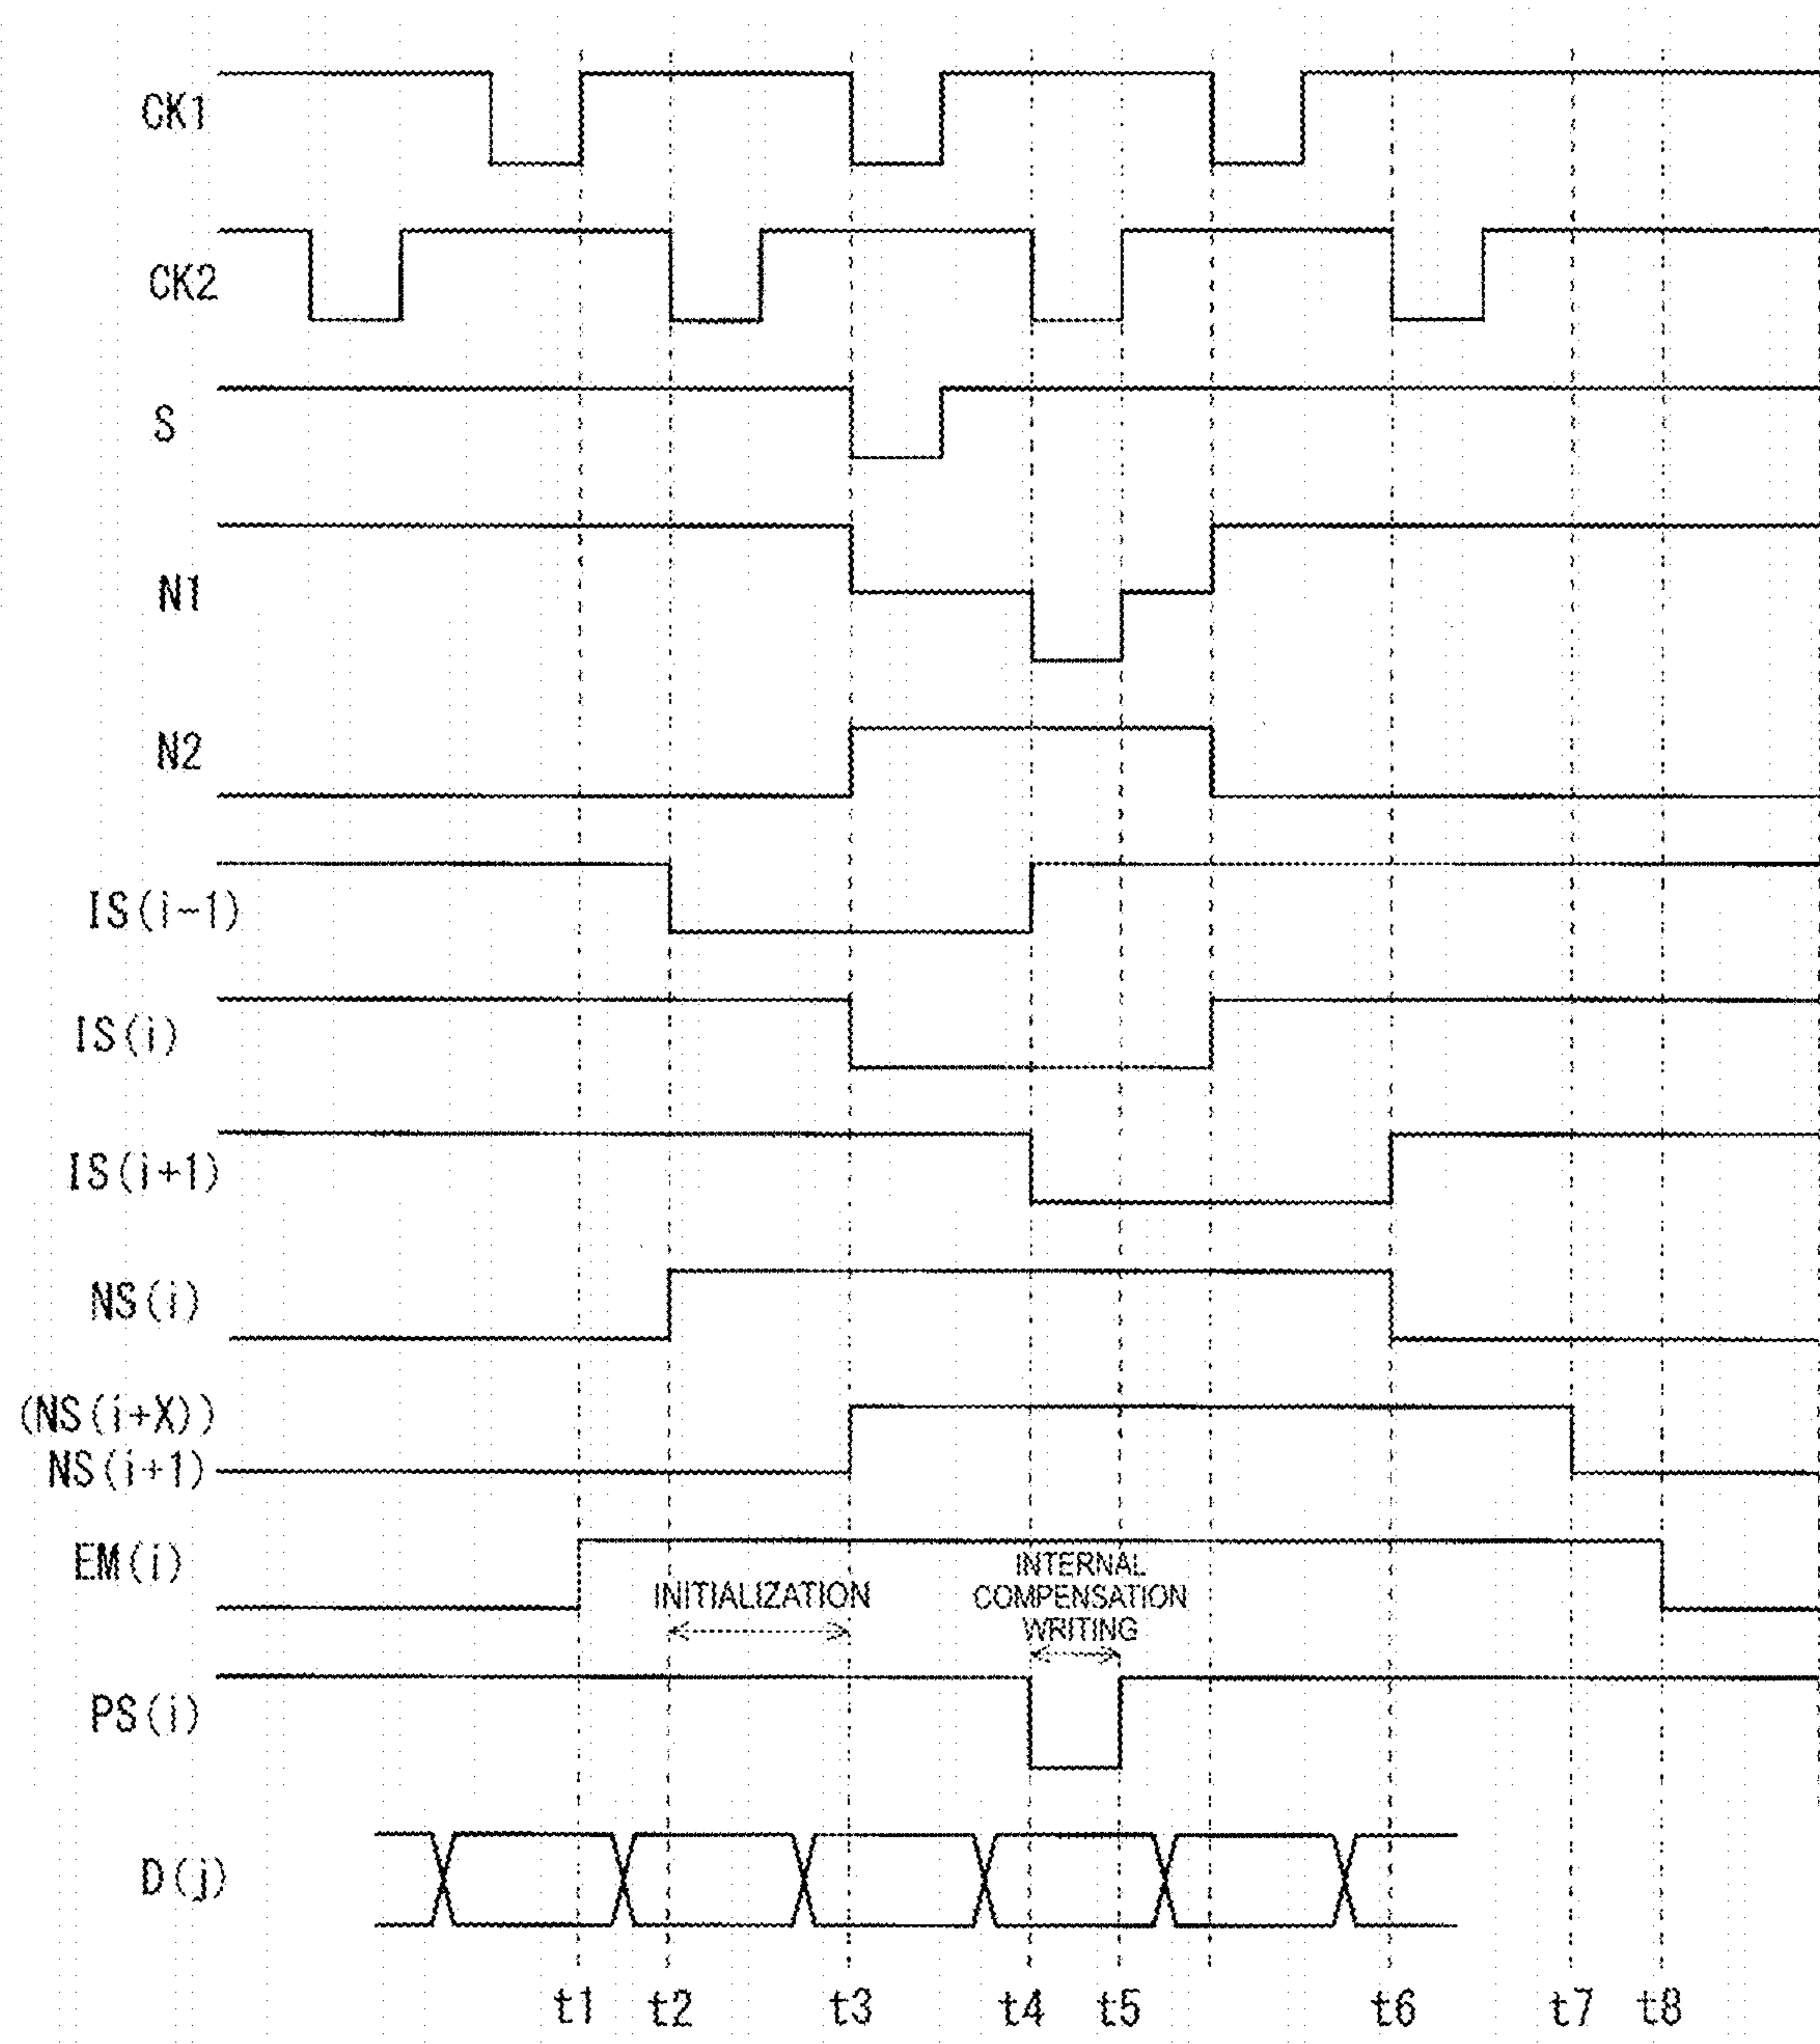 CK1
CK2
S
N1
N2
IS(i-1)
IS(i)
IS(i+1)
NS(i)
(NS(i+X))
NS(i+1)
EM(i)
INITIALIZATION
INTERNAL
COMPENSATION
WRITING
PS(i)
D(j)
t1 t2 t3 t4 t5 t6 t7 t8